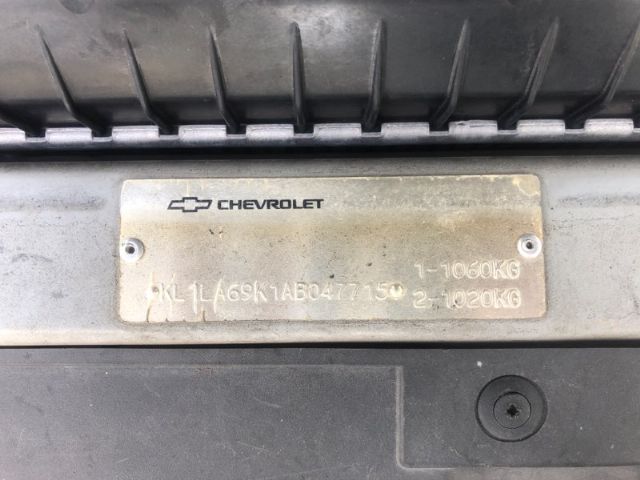 CHEVROLET
1-1060KG
*KL1LA69K1AB047715*
2-1020KG